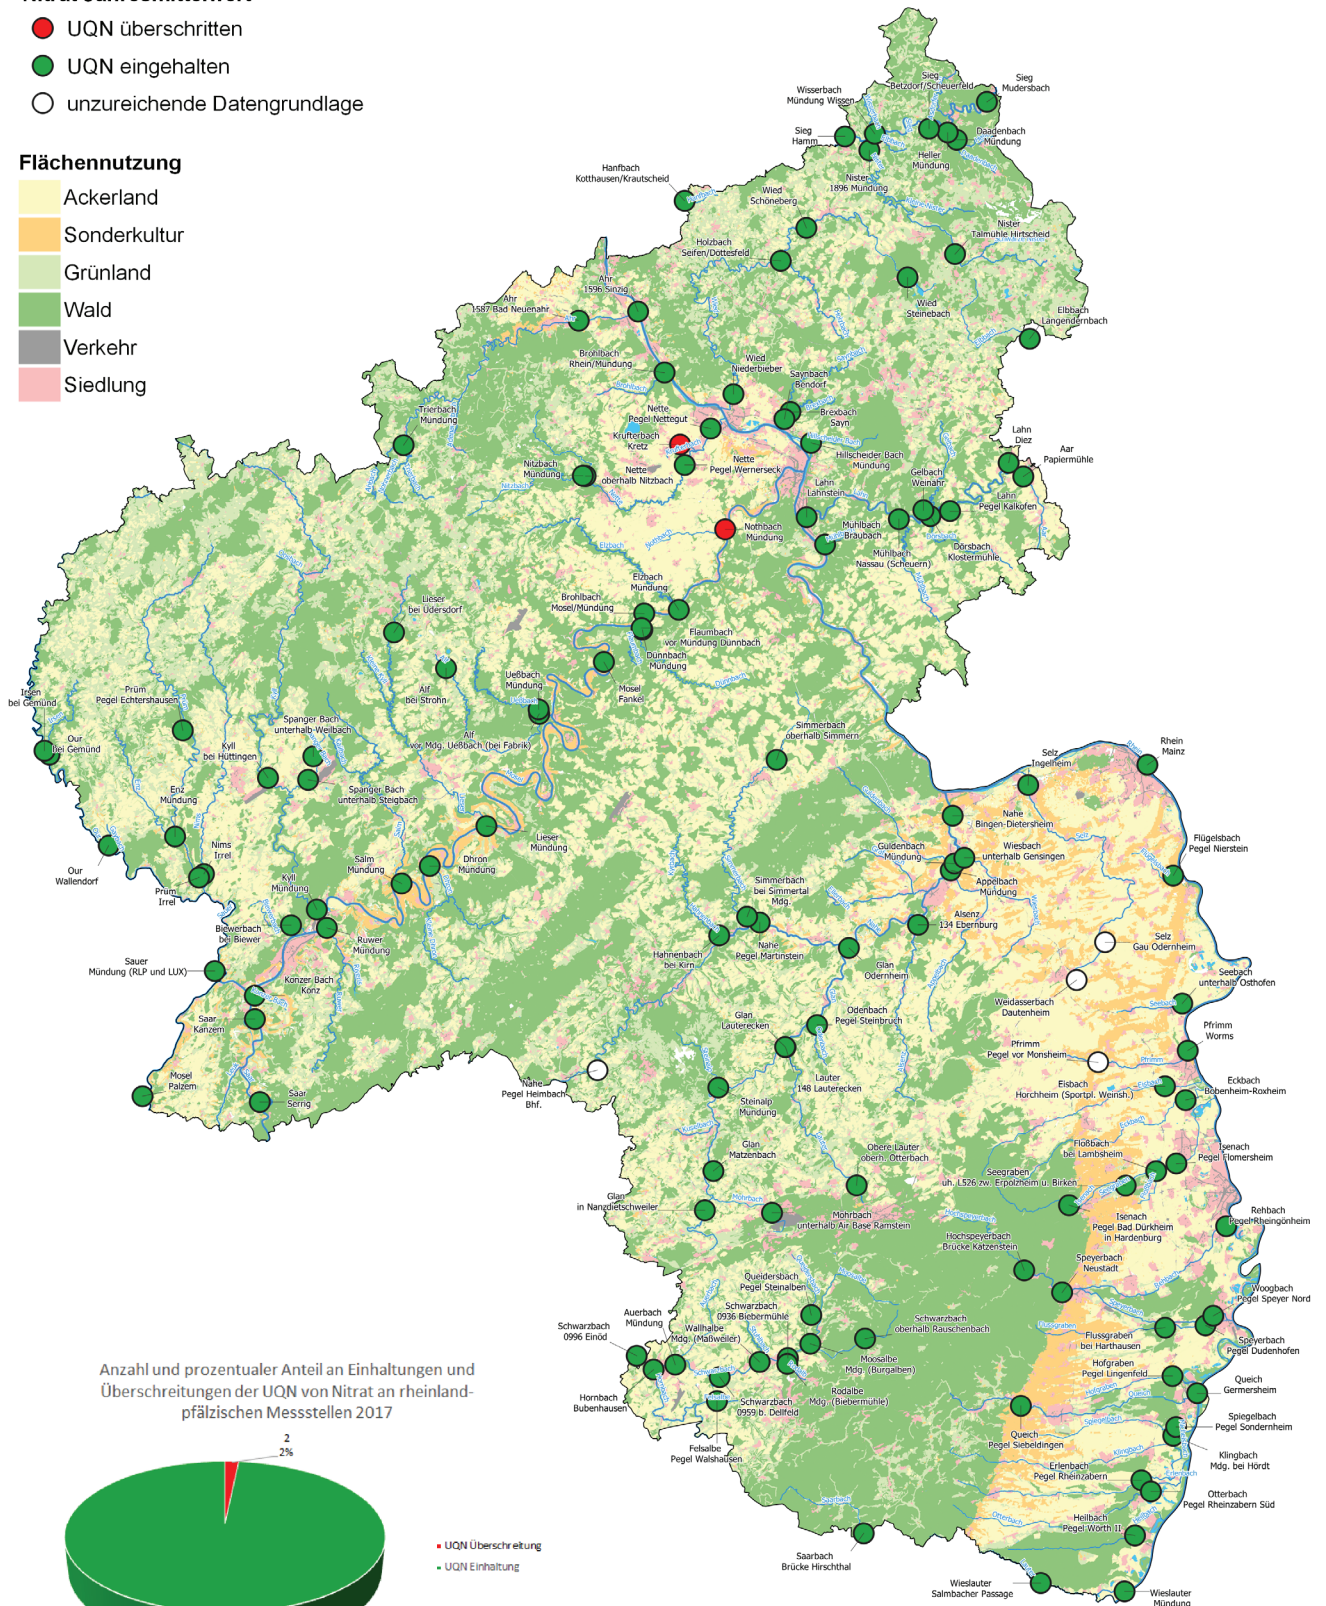 UQN überschritten
UQN eingehalten
unzureichende Datengrundlage
Flächennutzung
Ackerland
Sonderkultur
Grünland
Wald
Verkehr
Siedlung
Sieg
Mudersbach
Sieg
Betzdorf/Scheuerfeld
Wisserbach
Mündung Wissen
Sieg
Hamm
Daadenbach
Mündung
Heller
Mündung
Nister
1896 Mündung
Hanfbach
Kotthausen/Krautscheid
Wied
Schöneberg
Nister
Talmühle Hirtscheid
Holzbach
Seifen/Döttesfeld
Wied
Steinebach
Elbbach
Langendernbach
Ahr
1596 Sinzig
Ahr
1587 Bad Neuenahr
Brohlbach
Rhein/Mündung
Wied
Niederbieber
Saynbach
Bendorf
Brexbach
Sayn
Trierbach
Mündung
Nette
Pegel Nettegut
Krufterbach
Kretz
Nette
Pegel Wernerseck
Hillscheider Bach
Mündung
Nitzbach
Mündung
Nette
oberhalb Nitzbach
Lahn
Diez
Aar
Papiermühle
Gelbach
Weinähr
Lahn
Pegel Kalkofen
Lahn
Lahnstein
Nothbach
Mündung
Mühlbach
Braubach
Mühlbach
Nassau (Scheuern)
Dörsbach
Klostermühle
Elzbach
Mündung
Brohlbach
Mosel/Mündung
Flaumbach
vor Mündung Dünnbach
Dünnbach
Mündung
Lieser
bei Üdersdorf
Alf
bei Strohn
Ueßbach
Mündung
Mosel
Fankel
Alf
vor Mdg. Ueßbach (bei Fabrik)
Irsen
bei Gemünd
Our
bei Gemünd
Prüm
Pegel Echtershausen
Kyll
bei Hüttingen
Spanger Bach
unterhalb Weilbach
Spanger Bach
unterhalb Steigbach
Enz
Mündung
Nims
Irrel
Our
Wallendorf
Prüm
Irrel
Lieser
Mündung
Dhron
Mündung
Salm
Mündung
Kyll
Mündung
Biewerbach
bei Biewer
Ruwer
Mündung
Sauer
Mündung (RLP und LUX)
Konzer Bach
Konz
Saar
Kanzem
Mosel
Palzem
Saar
Serrig
Simmerbach
oberhalb Simmern
Selz
Ingelheim
Rhein
Mainz
Nahe
Bingen-Dietersheim
Guldenbach
Mündung
Wiesbach
unterhalb Gensingen
Appelbach
Mündung
Flügelsbach
Pegel Nierstein
Simmerbach
bei Simmertal
Mdg.
Alsenz
134 Ebernburg
Nahe
Pegel Martinstein
Hahnenbach
bei Kirn
Glan
Odernheim
Selz
Gau Odernheim
Weidasserbach
Dautenheim
Seebach
unterhalb Osthofen
Odenbach
Pegel Steinbruch
Glan
Lauterecken
Pfrimm
Worms
Pfrimm
Pegel vor Monsheim
Lauter
148 Lauterecken
Nahe
Pegel Heimbach
Bhf.
Eisbach
Horchheim (Sportpl. Weinsh.)
Eckbach
Bobenheim-Roxheim
Steinalp
Mündung
Glan
Matzenbach
Obere Lauter
oberh. Otterbach
Floßbach
bei Lambsheim
Isenach
Pegel Flomersheim
Seegraben
uh. L526 zw. Erpolzheim u. Birken
Glan
in Nanzdietschweiler
Mohrbach
unterhalb Air Base Ramstein
Isenach
Pegel Bad Dürkheim
in Hardenburg
Rehbach
Pegel Rheingönheim
Hochspeyerbach
Brücke Katzenstein
Speyerbach
Neustadt
Queidersbach
Pegel Steinalben
Woogbach
Pegel Speyer Nord
Schwarzbach
0936 Biebermühle
Auerbach
Mündung
Wallhalbe
Mdg. (Maßweiler)
Schwarzbach
oberhalb Rauschenbach
Schwarzbach
0996 Einöd
Flussgraben
bei Harthausen
Speyerbach
Pegel Dudenhofen
Moosalbe
Mdg. (Burgalben)
Hofgraben
Pegel Lingenfeld
Queich
Germersheim
Rodalbe
Mdg. (Biebermühle)
Hornbach
Bubenhausen
Schwarzbach
0959 b. Dellfeld
Felsalbe
Pegel Walshausen
Queich
Pegel Siebeldingen
Spiegelbach
Pegel Sondernheim
Klingbach
Mdg. bei Hördt
Erlenbach
Pegel Rheinzabern
Otterbach
Pegel Rheinzabern Süd
Heilbach
Pegel Wörth II
Saarbach
Brücke Hirschthal
Wieslauter
Salmbacher Passage
Wieslauter
Mündung
Anzahl und prozentualer Anteil an Einhaltungen und
Überschreitungen der UQN von Nitrat an rheinland-
pfälzischen Messstellen 2017
2
2%
UQN Überschreitung
UQN Einhaltung